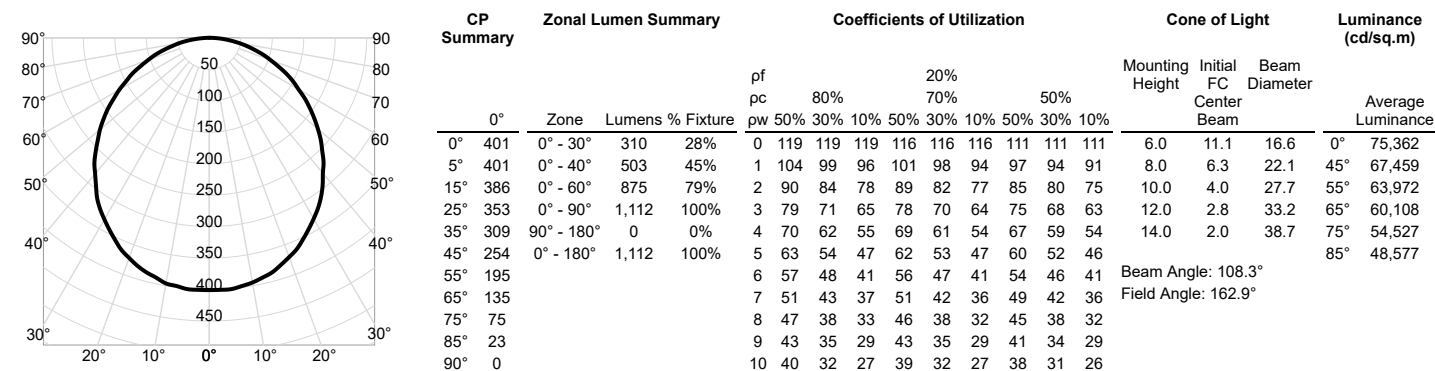 CP Summary
0°
0° 401
5° 401
15° 386
25° 353
35° 309
45° 254
55° 195
65° 135
75° 75
85° 23
90° 0
Zonal Lumen Summary
Zone Lumens % Fixture
0° - 30° 310 28%
0° - 40° 503 45%
0° - 60° 875 79%
0° - 90° 1,112 100%
90° - 180° 0 0%
0° - 180° 1,112 100%
Coefficients of Utilization
ρf 20%
ρc 80% 70% 50%
ρw 50% 30% 10% 50% 30% 10% 50% 30% 10%
0 119 119 119 116 116 116 111 111 111
1 104 99 96 101 98 94 97 94 91
2 90 84 78 89 82 77 85 80 75
3 79 71 65 78 70 64 75 68 63
4 70 62 55 69 61 54 67 59 54
5 63 54 47 62 53 47 60 52 46
6 57 48 41 56 47 41 54 46 41
7 51 43 37 51 42 36 49 42 36
8 47 38 33 46 38 32 45 38 32
9 43 35 29 43 35 29 41 34 29
10 40 32 27 39 32 27 38 31 26
Cone of Light
Mounting Height Initial FC Center Beam Beam Diameter
6.0 11.1 16.6
8.0 6.3 22.1
10.0 4.0 27.7
12.0 2.8 33.2
14.0 2.0 38.7
Beam Angle: 108.3°
Field Angle: 162.9°
Luminance (cd/sq.m)
Average Luminance
0° 75,362
45° 67,459
55° 63,972
65° 60,108
75° 54,527
85° 48,577
90° 90
80° 80
70° 70
60° 60°
50° 50°
40° 40°
30° 30°
20° 10° 0° 10° 20°
50
100
150
200
250
300
350
400
450